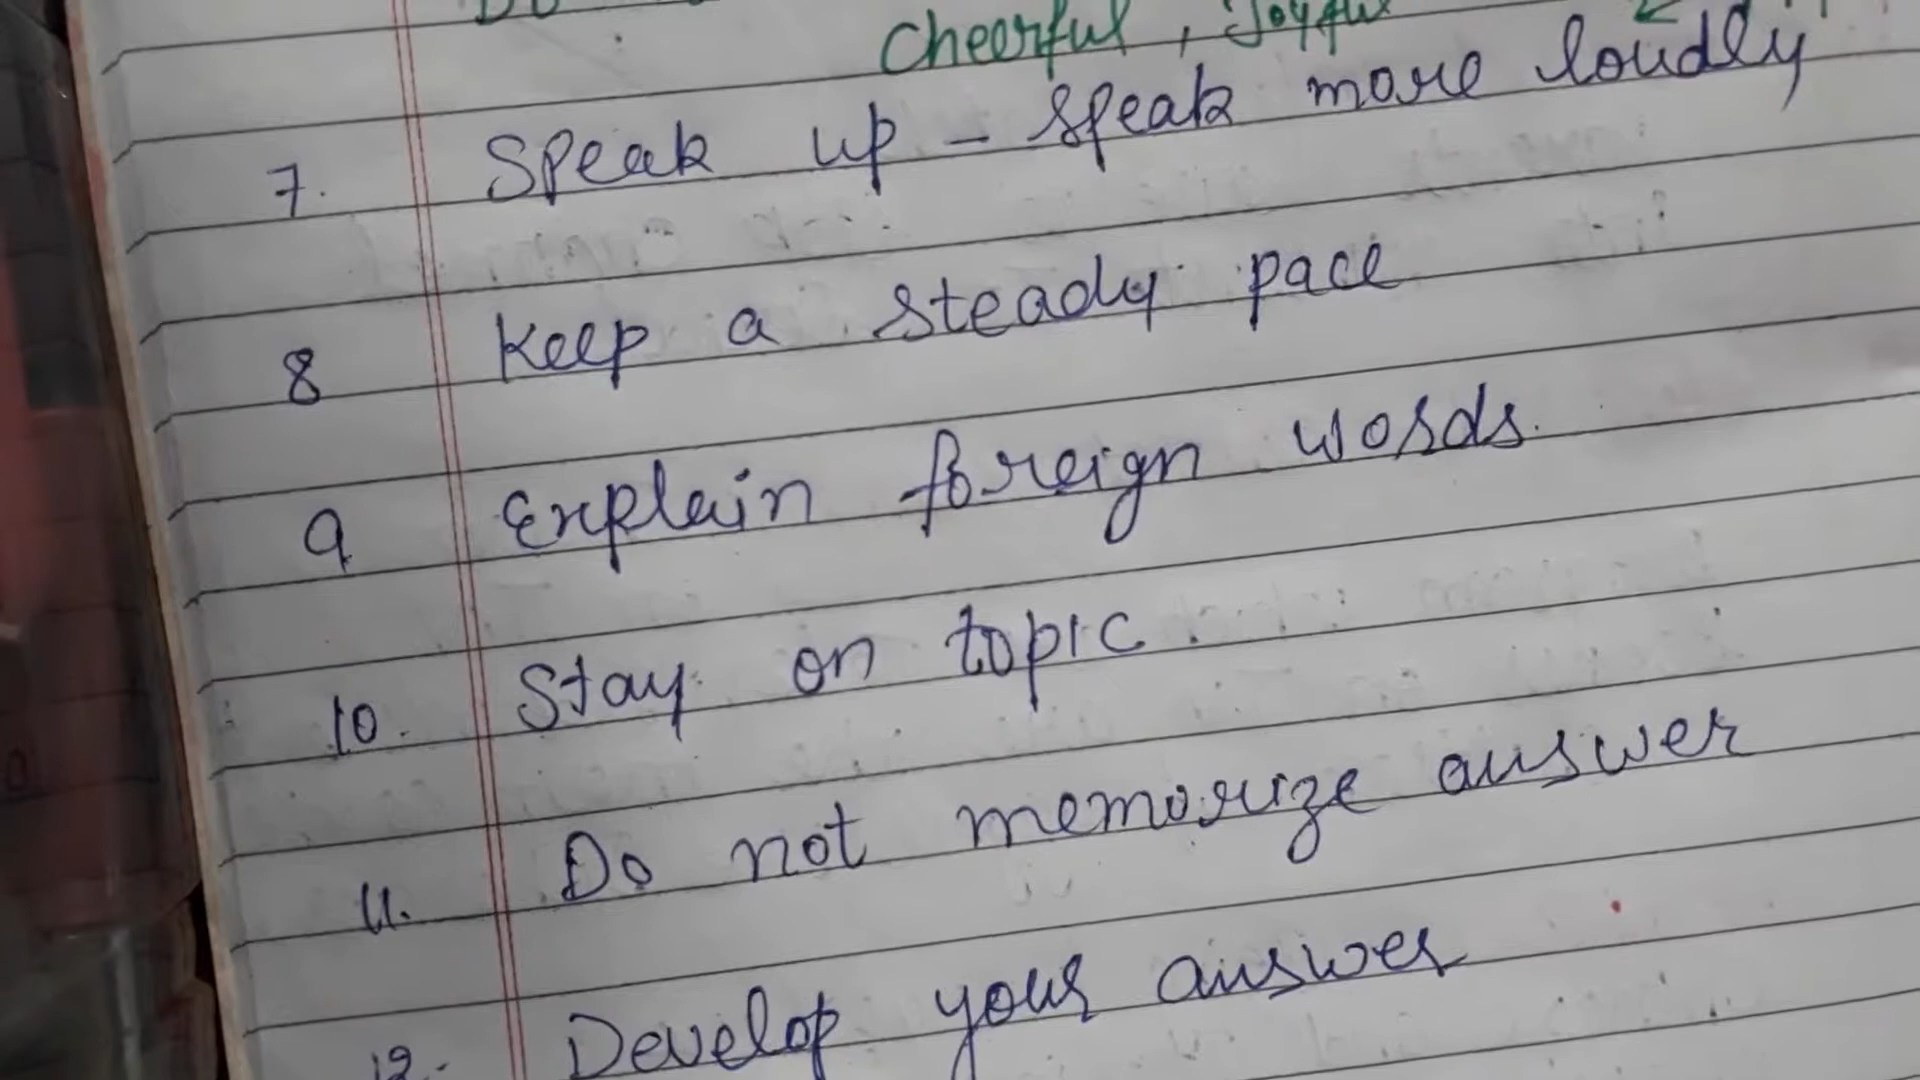 Cheerful, Joyful
7. Speak up - speak more loudly
8 Keep a steady pace
9 Explain foreign words.
10. Stay on topic.
11. Do not memorize answer
12. Develop your answer